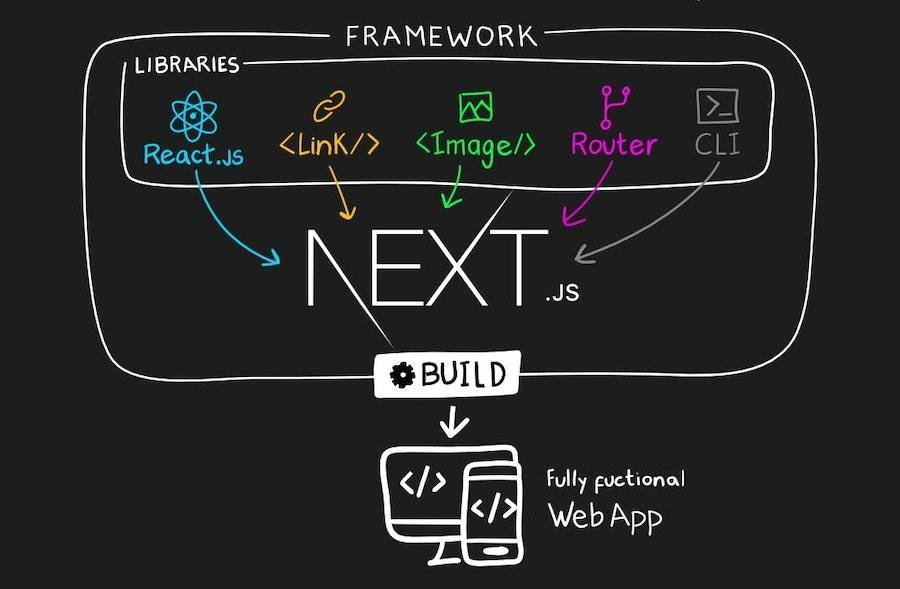 FRAMEWORK
LIBRARIES
React.JS
<Link/>
<Image/>
Router
>_
CLI
NEXT.JS
BUILD
</>
</>
Fully fuctional
Web App